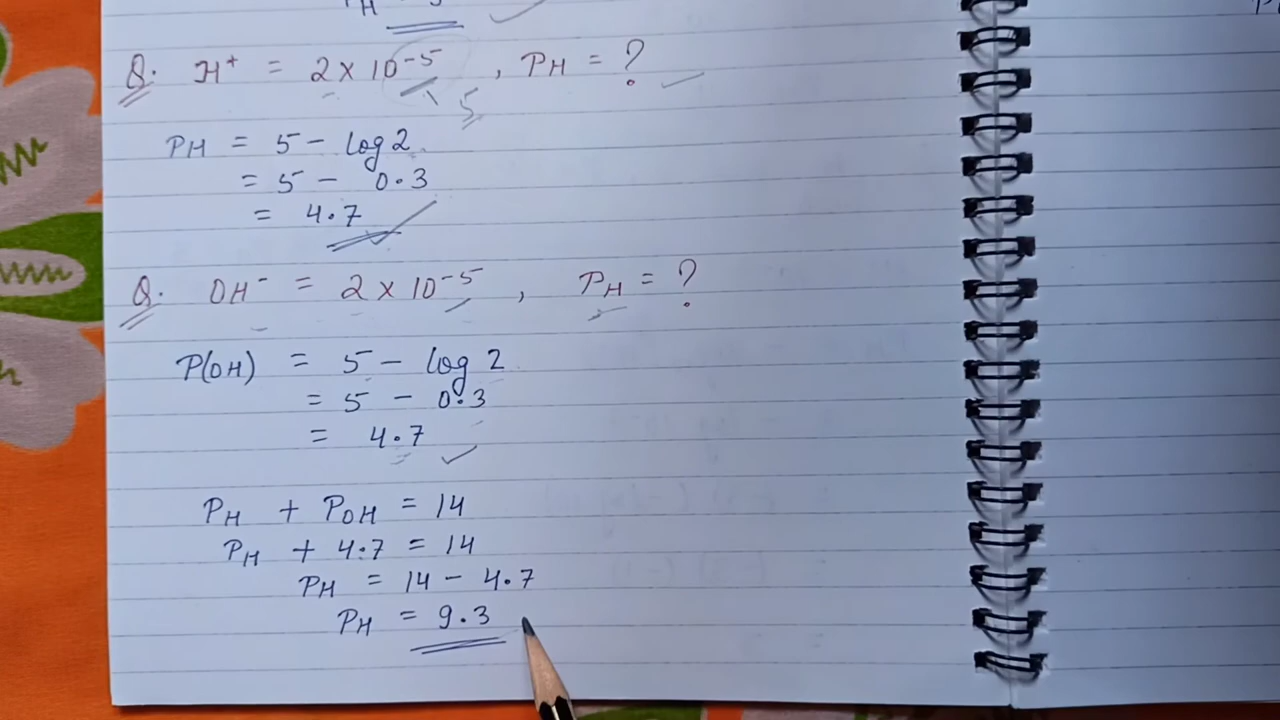 Q. H⁺ = 2 × 10⁻⁵ , PH = ?
5
PH = 5 - log 2
= 5 - 0.3
= 4.7
Q. OH⁻ = 2 × 10⁻⁵ , PH = ?
P(OH) = 5 - log 2
= 5 - 0.3
= 4.7
PH + POH = 14
PH + 4.7 = 14
PH = 14 - 4.7
PH = 9.3